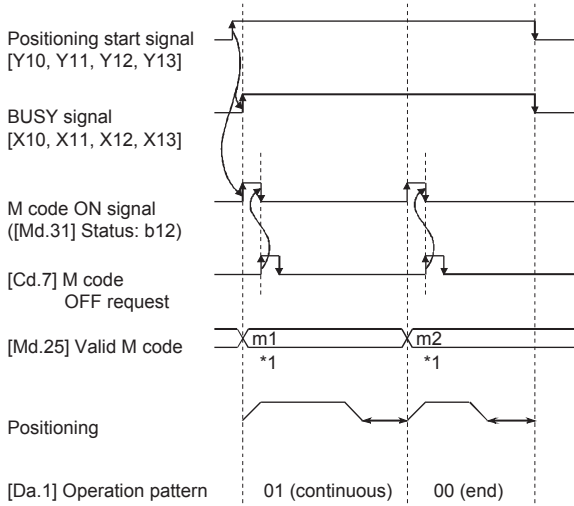 Positioning start signal
[Y10, Y11, Y12, Y13]
BUSY signal
[X10, X11, X12, X13]
M code ON signal
([Md.31] Status: b12)
[Cd.7] M code
OFF request
[Md.25] Valid M code
m1
m2
*1
*1
Positioning
[Da.1] Operation pattern
01 (continuous)
00 (end)